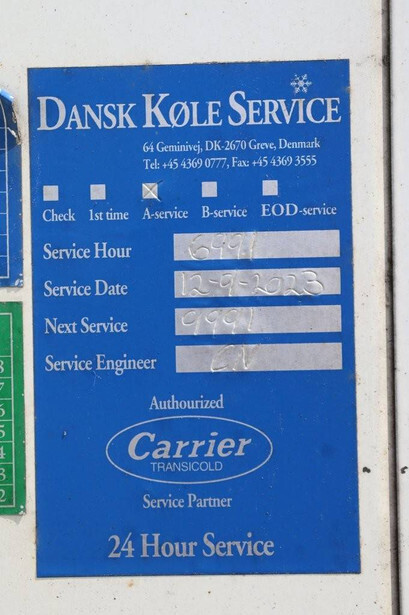 DANSK KØLE SERVICE
64 Geminivej, DK-2670 Greve, Denmark
Tel: +45 4369 0777, Fax: +45 4369 3555
Check 1st time A-service B-service EOD-service
Service Hour 6991
Service Date 12-9-2023
Next Service 9991
Service Engineer
Authourized
Carrier
TRANSICOLD
Service Partner
24 Hour Service